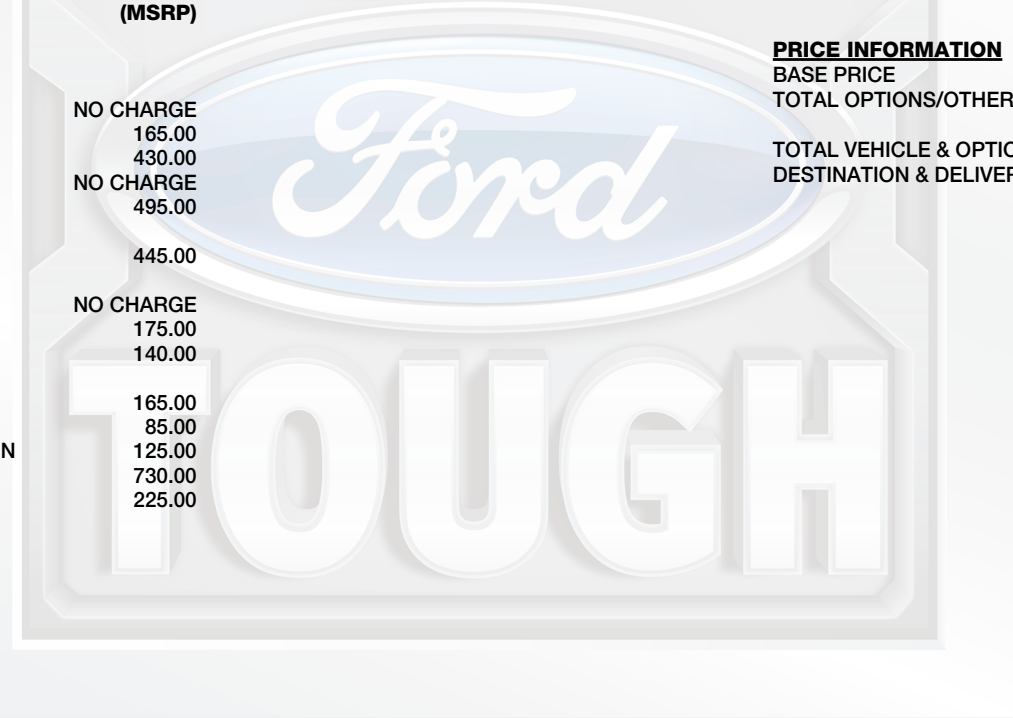 (MSRP)
NO CHARGE
165.00
430.00
NO CHARGE
495.00
445.00
NO CHARGE
175.00
140.00
165.00
85.00
N 125.00
730.00
225.00
PRICE INFORMATION
BASE PRICE
TOTAL OPTIONS/OTHER
TOTAL VEHICLE & OPTIO
DESTINATION & DELIVER
Ford
TOUGH